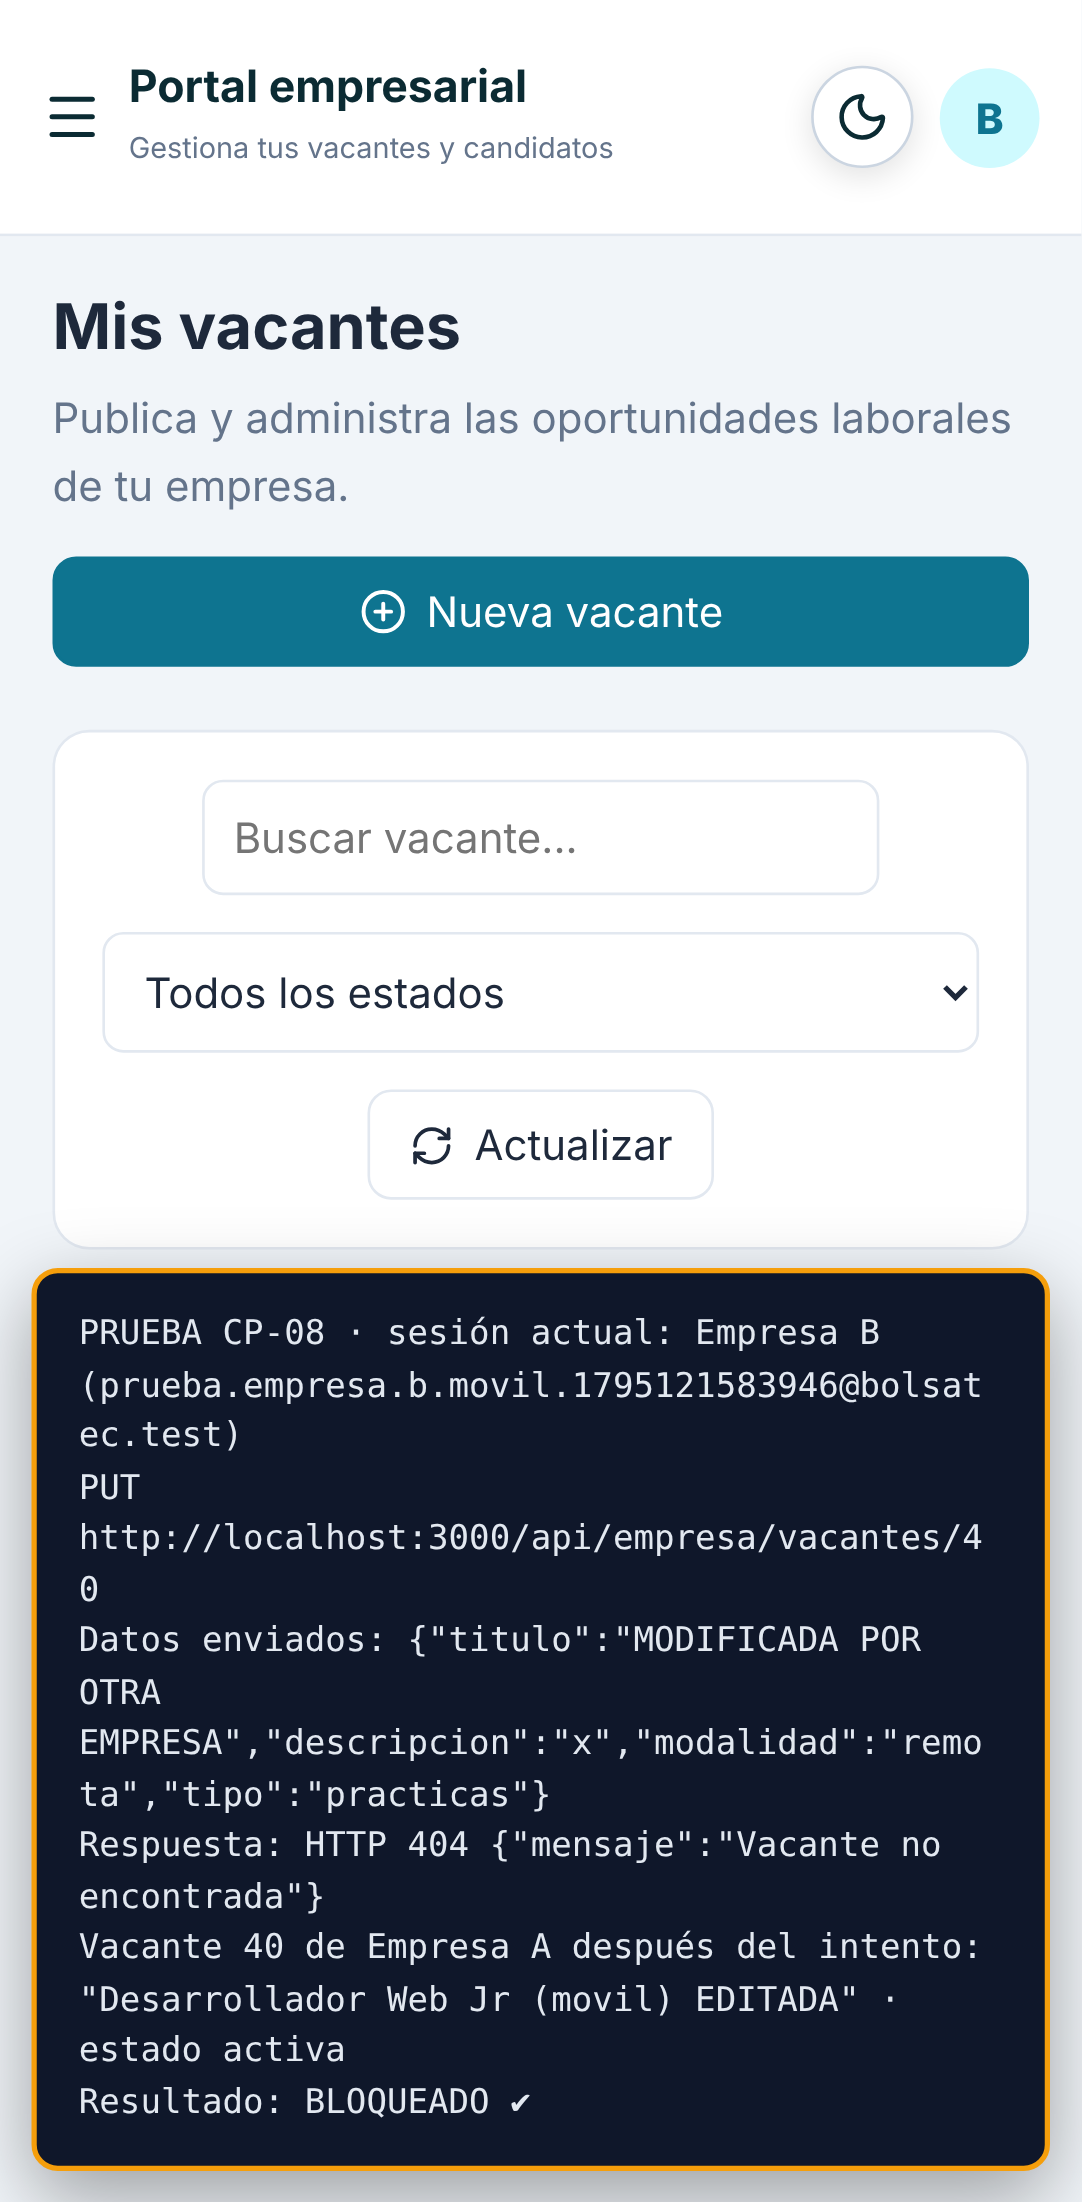 Portal empresarial
Gestiona tus vacantes y candidatos
B
Mis vacantes
Publica y administra las oportunidades laborales
de tu empresa.
Nueva vacante
Buscar vacante...
Todos los estados
Actualizar
PRUEBA CP-08 · sesión actual: Empresa B
(prueba.empresa.b.movil.1795121583946@bolsat
ec.test)
PUT
http://localhost:3000/api/empresa/vacantes/4
0
Datos enviados: {"titulo":"MODIFICADA POR
OTRA
EMPRESA","descripcion":"x","modalidad":"remo
ta","tipo":"practicas"}
Respuesta: HTTP 404 {"mensaje":"Vacante no
encontrada"}
Vacante 40 de Empresa A después del intento:
"Desarrollador Web Jr (movil) EDITADA" ·
estado activa
Resultado: BLOQUEADO ✔